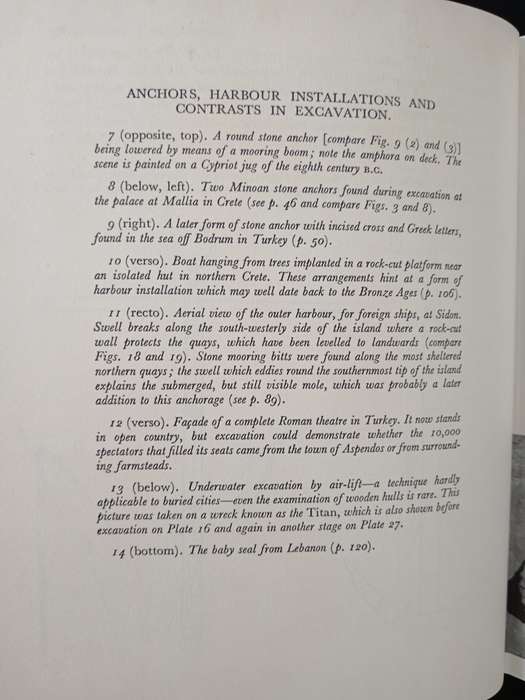 ANCHORS, HARBOUR INSTALLATIONS AND
CONTRASTS IN EXCAVATION.
7 (opposite, top). A round stone anchor [compare Fig. 9 (2) and (3)]
being lowered by means of a mooring boom; note the amphora on deck. The
scene is painted on a Cypriot jug of the eighth century B.C.
8 (below, left). Two Minoan stone anchors found during excavation at
the palace at Mallia in Crete (see p. 46 and compare Figs. 3 and 8).
9 (right). A later form of stone anchor with incised cross and Greek letters,
found in the sea off Bodrum in Turkey (p. 50).
10 (verso). Boat hanging from trees implanted in a rock-cut platform near
an isolated hut in northern Crete. These arrangements hint at a form of
harbour installation which may well date back to the Bronze Ages (p. 106).
11 (recto). Aerial view of the outer harbour, for foreign ships, at Sidon.
Swell breaks along the south-westerly side of the island where a rock-cut
wall protects the quays, which have been levelled to landwards (compare
Figs. 18 and 19). Stone mooring bitts were found along the most sheltered
northern quays; the swell which eddies round the southernmost tip of the island
explains the submerged, but still visible mole, which was probably a later
addition to this anchorage (see p. 89).
12 (verso). Façade of a complete Roman theatre in Turkey. It now stands
in open country, but excavation could demonstrate whether the 10,000
spectators that filled its seats came from the town of Aspendos or from surround-
ing farmsteads.
13 (below). Underwater excavation by air-lift—a technique hardly
applicable to buried cities—even the examination of wooden hulls is rare. This
picture was taken on a wreck known as the Titan, which is also shown before
excavation on Plate 16 and again in another stage on Plate 27.
14 (bottom). The baby seal from Lebanon (p. 120).